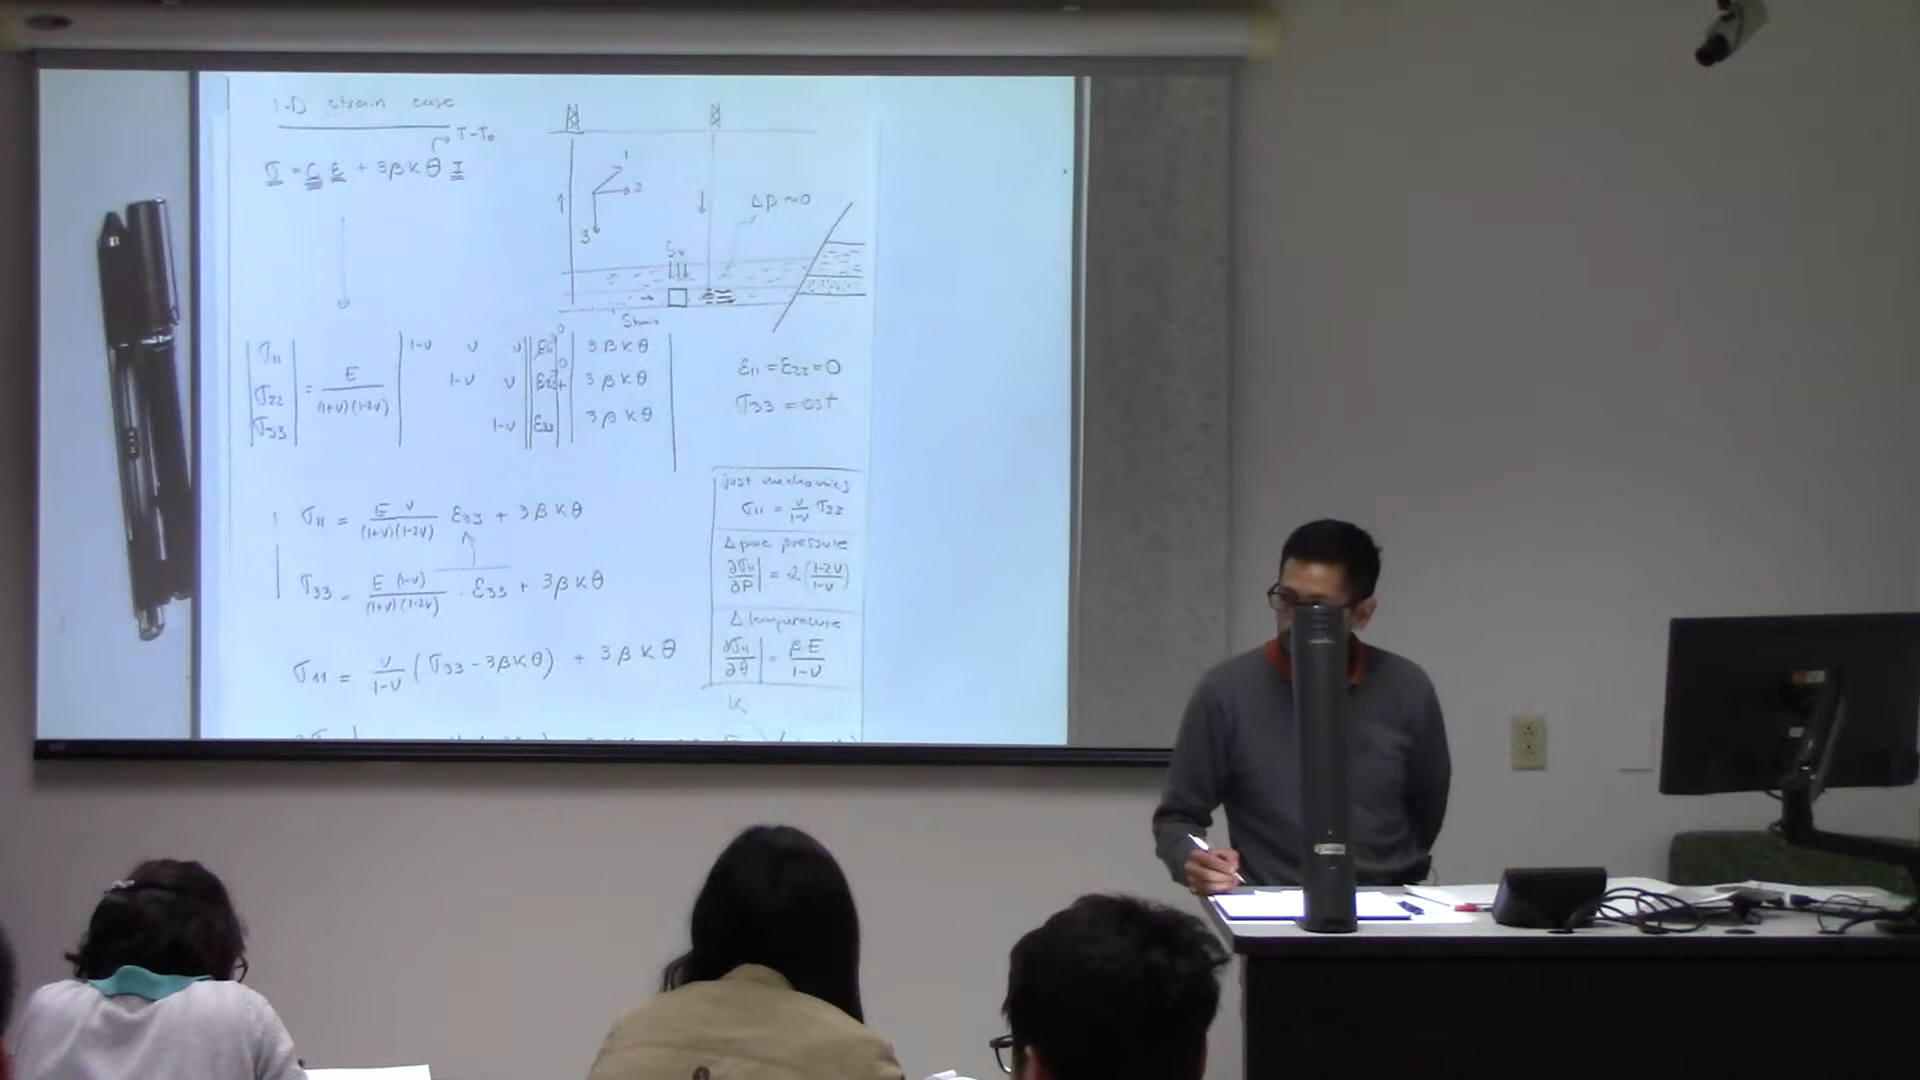 1-D strain case
T-T₀
σ = C ε + 3βKθ I
1
2
3
Δp ~ 0
Sv
σ₁₁
σ₂₂
σ₃₃
= E / (1+ν)(1-2ν)
1-ν ν ν
1-ν ν
1-ν
ε₁₁ 0
ε₂₂ 0
ε₃₃
+
3βKθ
3βKθ
3βKθ
ε₁₁ = ε₂₂ = 0
σ₃₃ = cst
σ₁₁ = E ν / (1+ν)(1-2ν) ε₃₃ + 3βKθ
σ₃₃ = E (1-ν) / (1+ν)(1-2ν) · ε₃₃ + 3βKθ
σ₁₁ = ν / 1-ν (σ₃₃ - 3βKθ) + 3βKθ
just mechanics
σ₁₁ = ν / 1-ν σ₃₃
Δ pore pressure
∂σ₁₁ / ∂P | = α (1-2ν / 1-ν)
Δ temperature
∂σ₁₁ / ∂θ | = βE / 1-ν
K